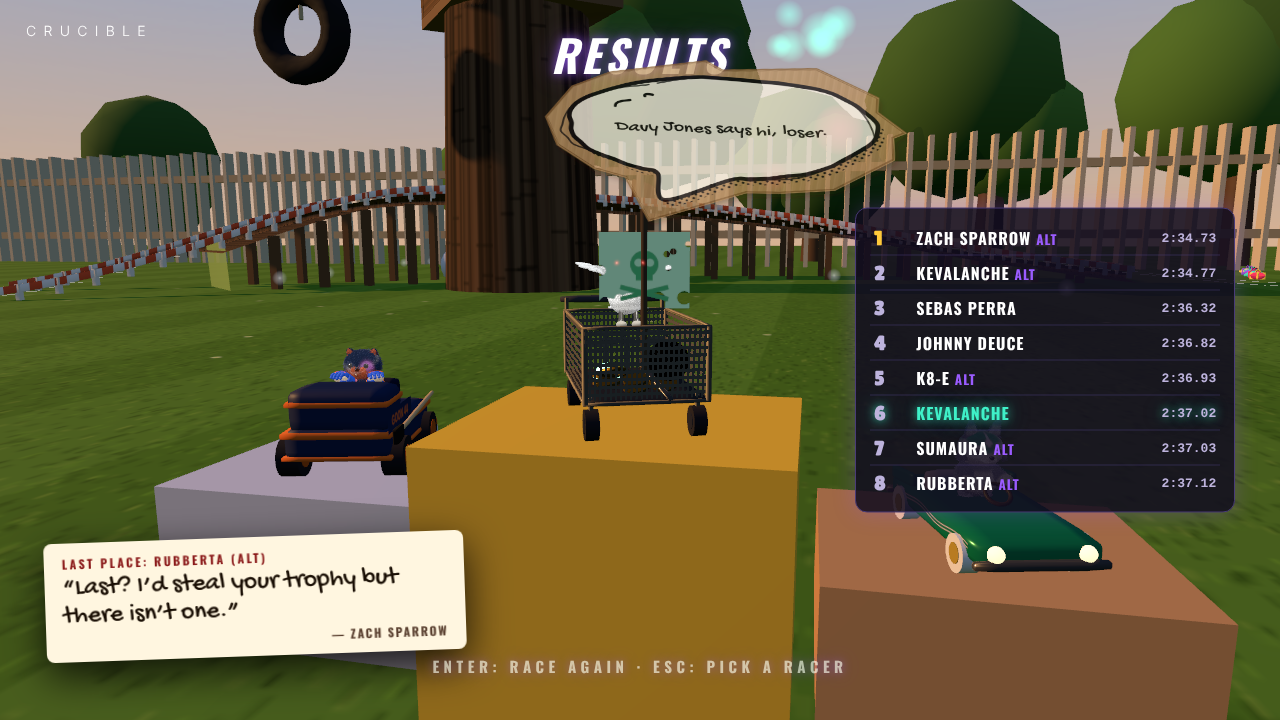 CRUCIBLE
RESULTS
Davy Jones says hi, loser.
1 ZACH SPARROW ALT 2:34.73
2 KEVALANCHE ALT 2:34.77
3 SEBAS PERRA 2:36.32
4 JOHNNY DEUCE 2:36.82
5 K8-E ALT 2:36.93
6 KEVALANCHE 2:37.02
7 SUMAURA ALT 2:37.03
8 RUBBERTA ALT 2:37.12
LAST PLACE: RUBBERTA (ALT)
“Last? I’d steal your trophy but
there isn’t one.”
— ZACH SPARROW
ENTER: RACE AGAIN · ESC: PICK A RACER